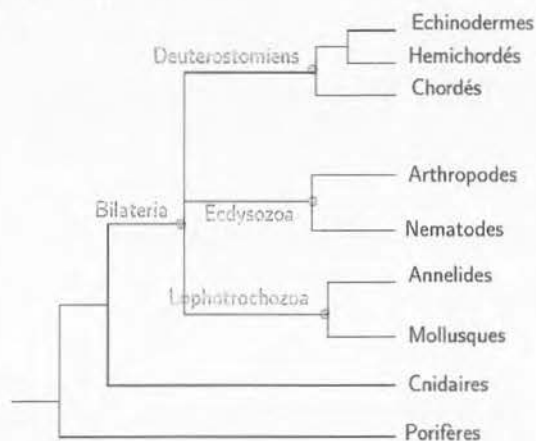 Echinodermes
Deuterostomiens
Hemichordés
Chordés
Arthropodes
Bilateria
Ecdysozoa
Nematodes
Annelides
Lophotrochozoa
Mollusques
Cnidaires
Porifères